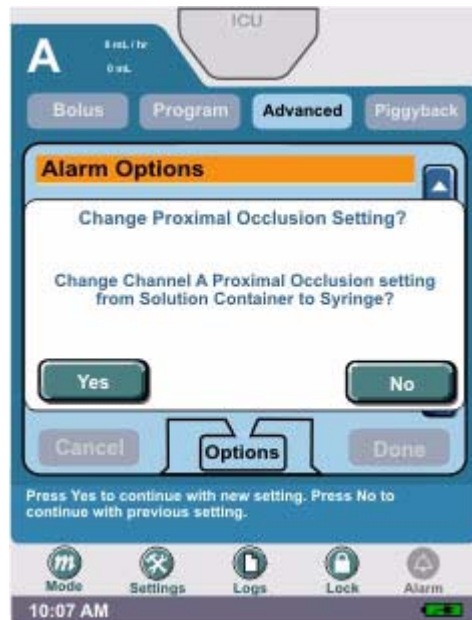 ICU
A
0 mL / hr
0 mL
Bolus
Program
Advanced
Piggyback
Alarm Options
Change Proximal Occlusion Setting?
Change Channel A Proximal Occlusion setting
from Solution Container to Syringe?
Yes
No
Cancel
Options
Done
Press Yes to continue with new setting. Press No to
continue with previous setting.
m
Mode
Settings
Logs
Lock
Alarm
10:07 AM